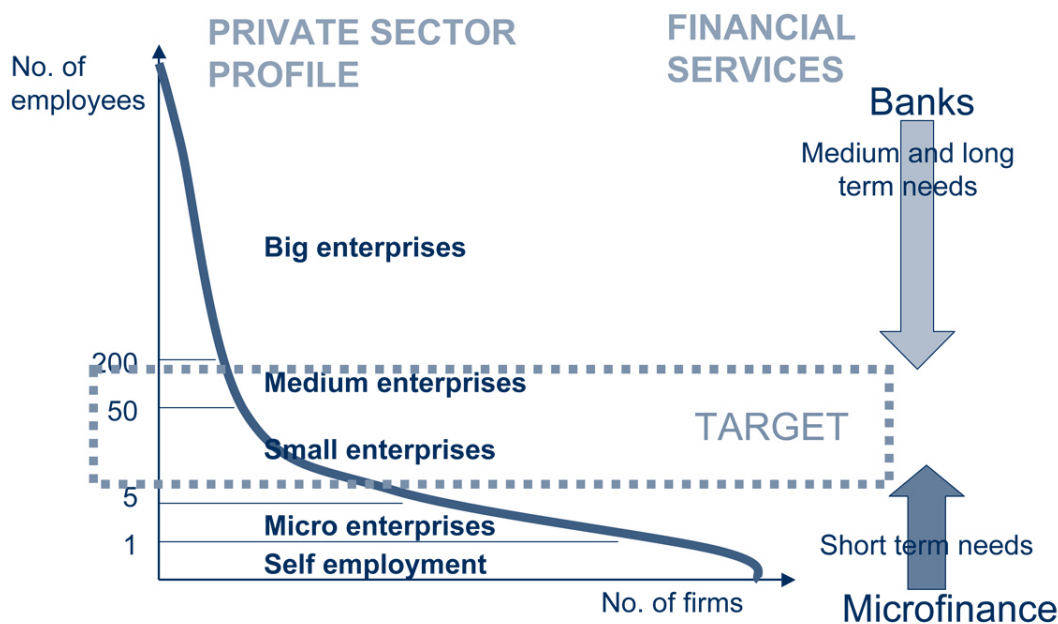 PRIVATE SECTOR
PROFILE
FINANCIAL
SERVICES
No. of
employees
Banks
Medium and long
term needs
Big enterprises
200
Medium enterprises
50
TARGET
Small enterprises
5
Micro enterprises
1
Short term needs
Self employment
No. of firms
Microfinance